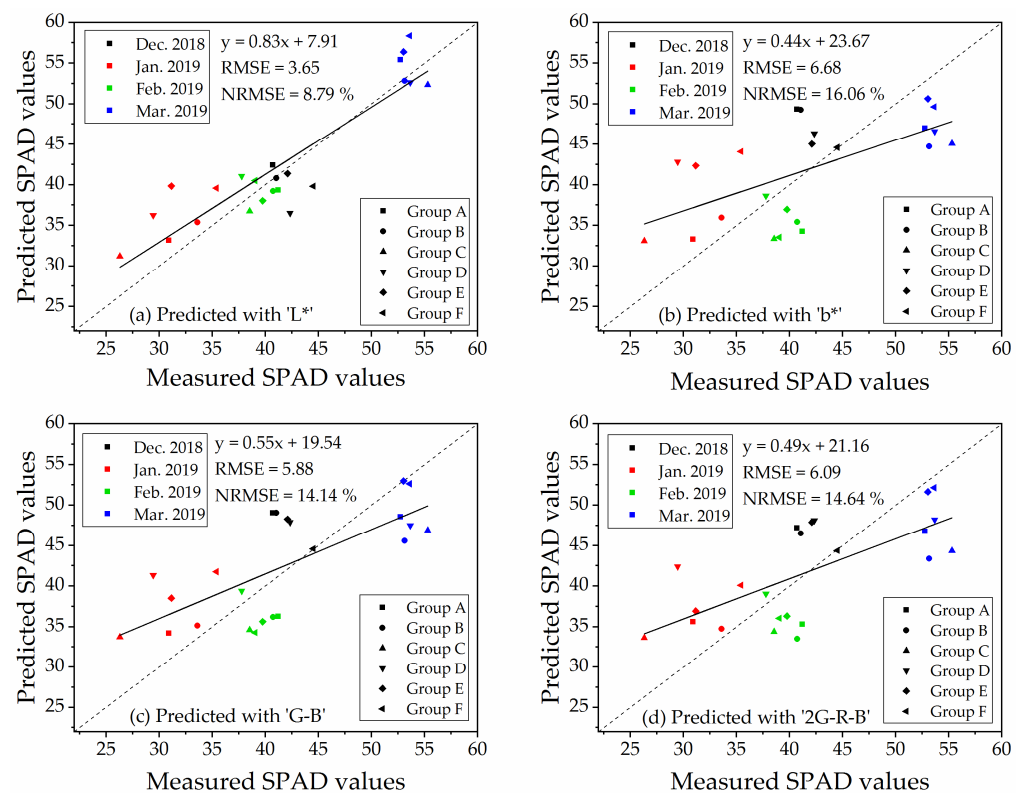 Predicted SPAD values
60
55
50
45
40
35
30
25
Dec. 2018
Jan. 2019
Feb. 2019
Mar. 2019
y = 0.83x + 7.91
RMSE = 3.65
NRMSE = 8.79 %
Group A
Group B
Group C
Group D
Group E
Group F
(a) Predicted with 'L*'
25 30 35 40 45 50 55 60
Measured SPAD values
Predicted SPAD values
60
55
50
45
40
35
30
25
Dec. 2018
Jan. 2019
Feb. 2019
Mar. 2019
y = 0.44x + 23.67
RMSE = 6.68
NRMSE = 16.06 %
Group A
Group B
Group C
Group D
Group E
Group F
(b) Predicted with 'b*'
25 30 35 40 45 50 55 60
Measured SPAD values
Predicted SPAD values
60
55
50
45
40
35
30
25
Dec. 2018
Jan. 2019
Feb. 2019
Mar. 2019
y = 0.55x + 19.54
RMSE = 5.88
NRMSE = 14.14 %
Group A
Group B
Group C
Group D
Group E
Group F
(c) Predicted with 'G-B'
25 30 35 40 45 50 55 60
Measured SPAD values
Predicted SPAD values
60
55
50
45
40
35
30
25
Dec. 2018
Jan. 2019
Feb. 2019
Mar. 2019
y = 0.49x + 21.16
RMSE = 6.09
NRMSE = 14.64 %
Group A
Group B
Group C
Group D
Group E
Group F
(d) Predicted with '2G-R-B'
25 30 35 40 45 50 55 60
Measured SPAD values